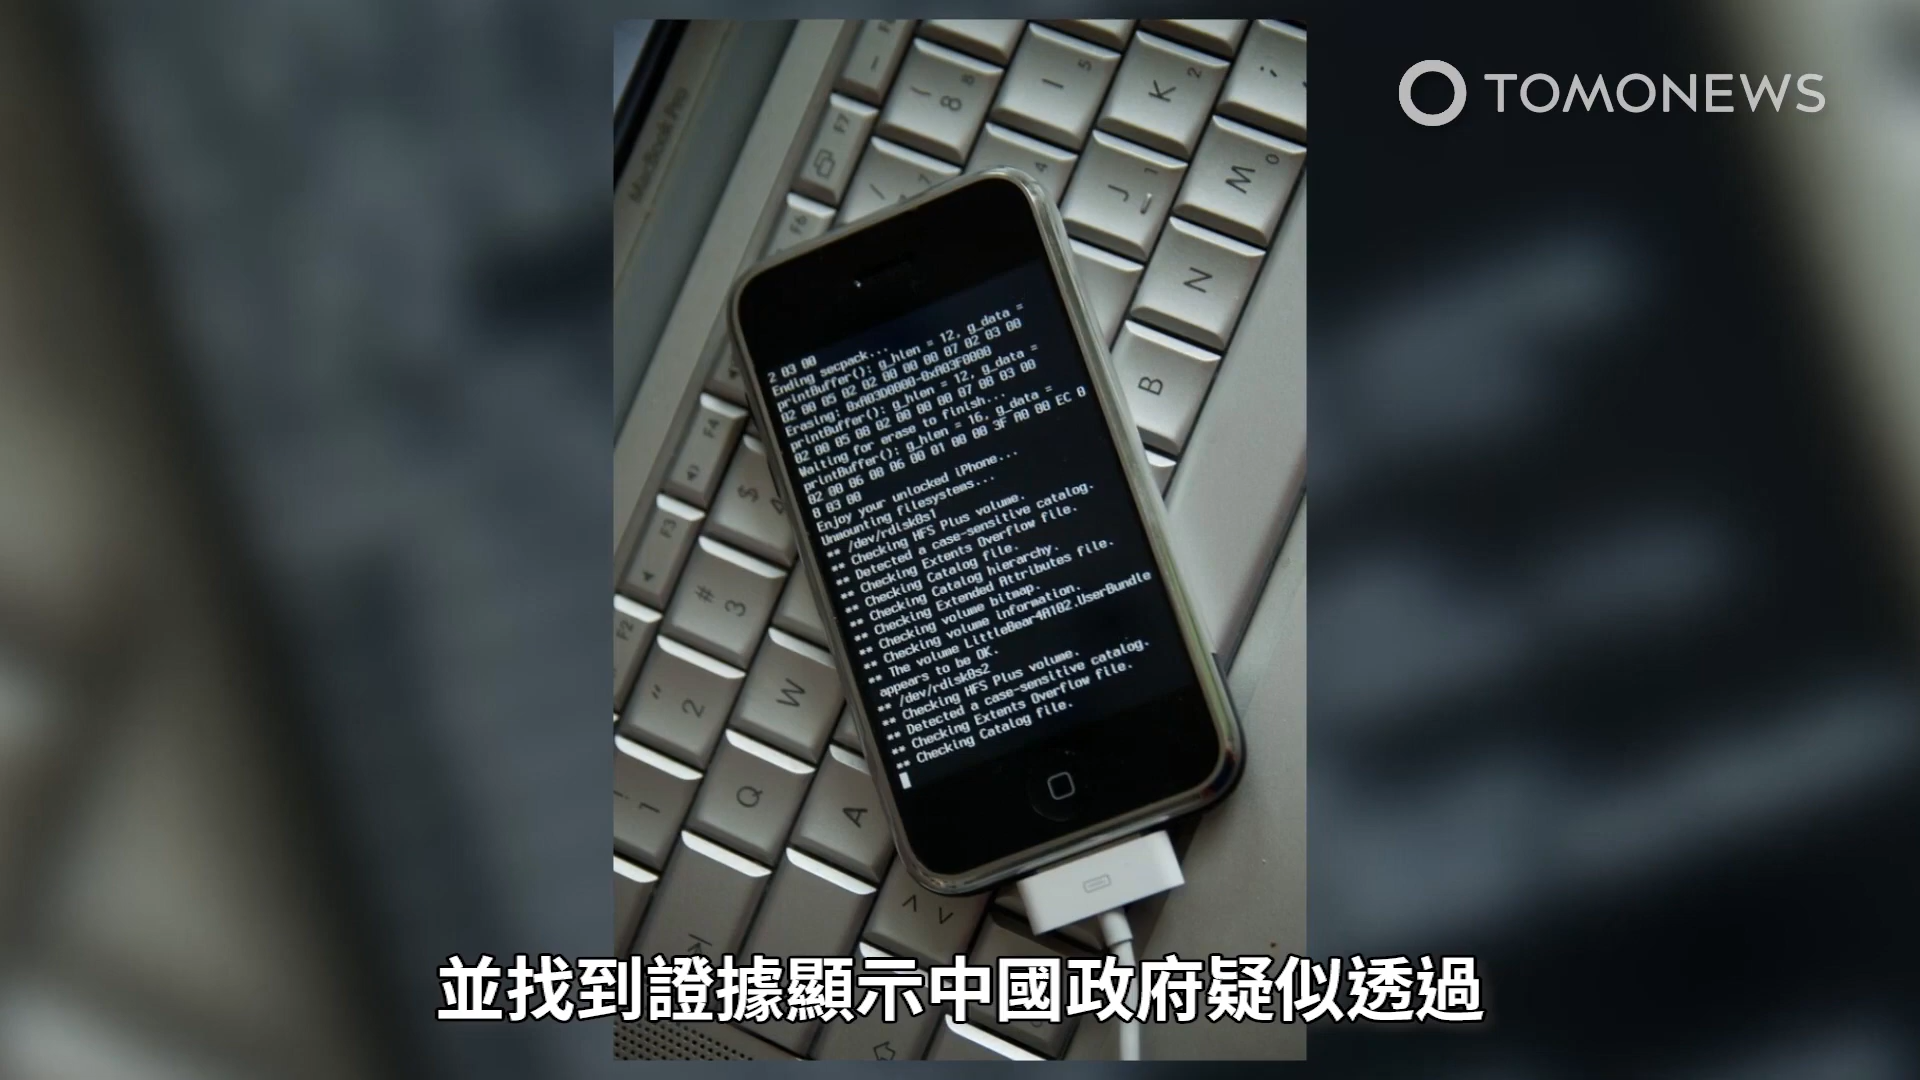 TOMONEWS
MacBook Pro
2 03 00
Ending secpack...
printBuffer(): g_hlen = 12, g_data =
02 00 05 02 02 00 00 00 07 02 03 00
Erasing: 0xA03D0000-0xA03F0000
printBuffer(): g_hlen = 12, g_data =
02 00 05 00 02 00 00 00 07 00 03 00
Waiting for erase to finish...
printBuffer(): g_hlen = 16, g_data =
02 00 06 00 06 00 01 00 00 3F A0 00 EC 0
0 03 00
Enjoy your unlocked iPhone...
Unmounting filesystems...
** /dev/rdisk0s1
** Checking HFS Plus volume.
** Detected a case-sensitive catalog.
** Checking Extents Overflow file.
** Checking Catalog file.
** Checking Catalog hierarchy.
** Checking Extended Attributes file.
** Checking volume bitmap.
** Checking volume information.
** The volume LittleBear4A102.UserBundle
appears to be OK.
** /dev/rdisk0s2
** Checking HFS Plus volume.
** Detected a case-sensitive catalog.
** Checking Extents Overflow file.
** Checking Catalog file.
並找到證據顯示中國政府疑似透過